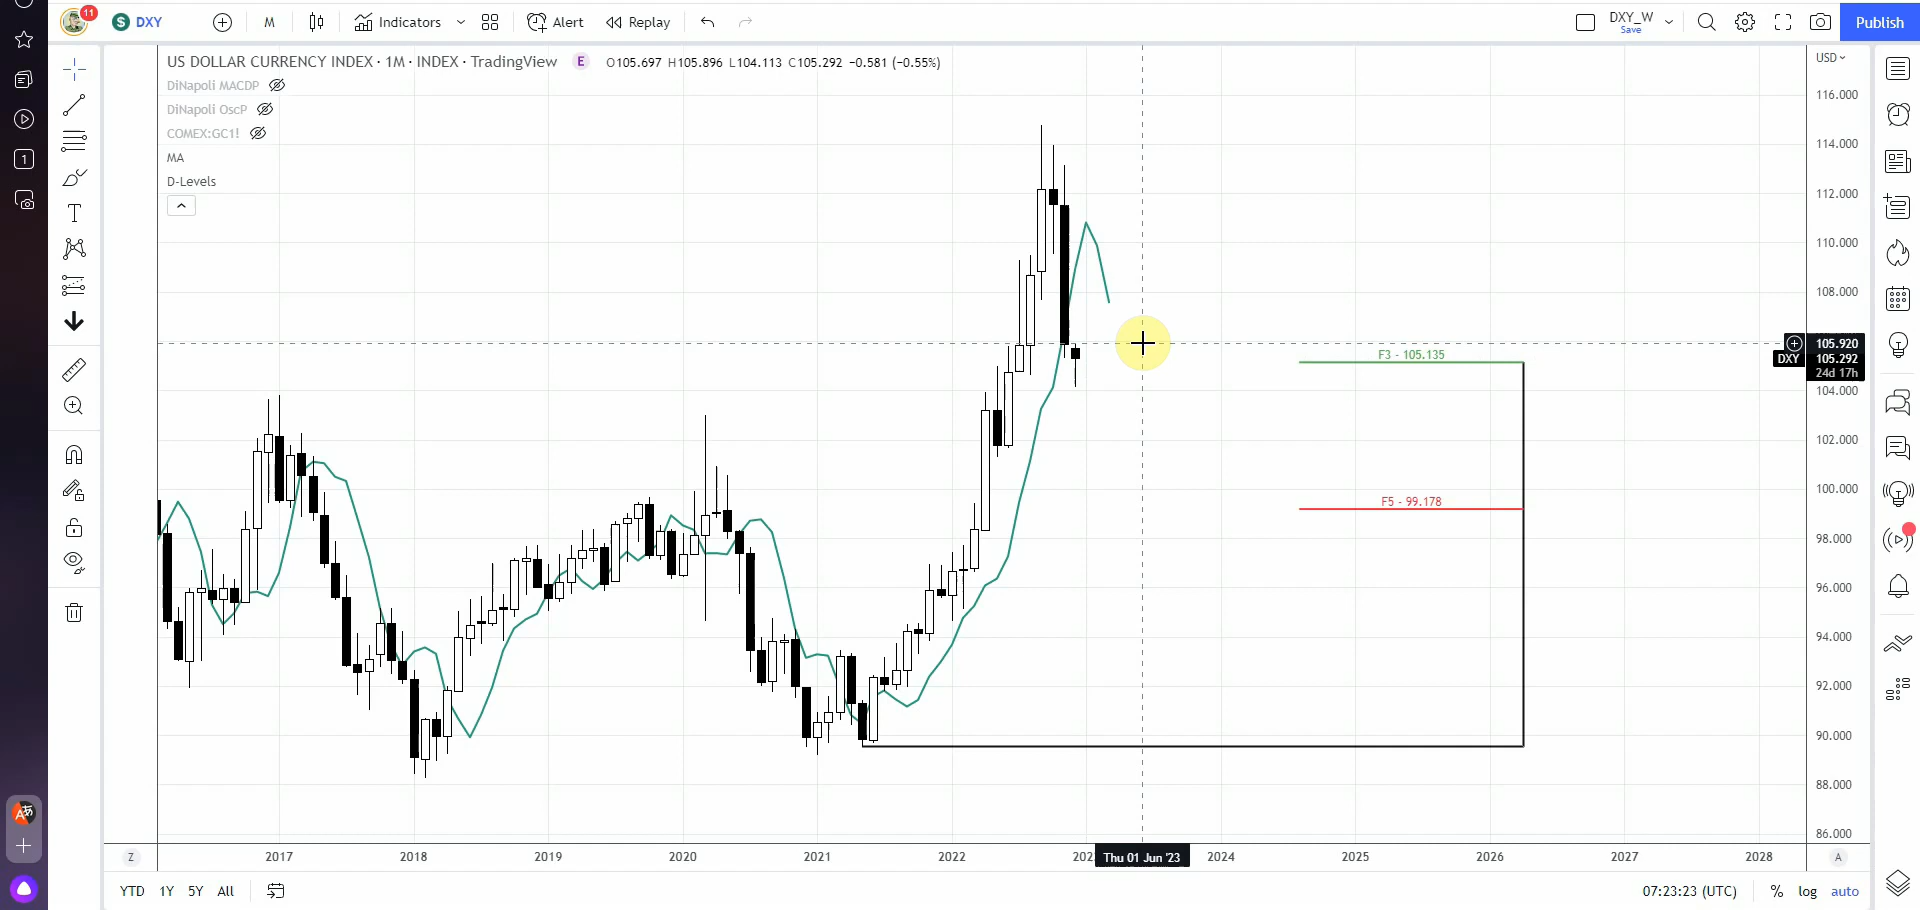 11
$ DXY
M
Indicators
Alert
Replay
DXY_W
Save
Publish
US DOLLAR CURRENCY INDEX · 1M · INDEX · TradingView E O105.697 H105.896 L104.113 C105.292 −0.581 (−0.55%)
DiNapoli MACDP
DiNapoli OscP
COMEX:GC1!
MA
D-Levels
USD
116.000
114.000
112.000
110.000
108.000
105.920
DXY 105.292
24d 17h
104.000
102.000
100.000
98.000
96.000
94.000
92.000
90.000
88.000
86.000
F3 - 105.135
F5 - 99.178
1
Z 2017 2018 2019 2020 2021 2022 Thu 01 Jun '23 2024 2025 2026 2027 2028 A
YTD 1Y 5Y All
07:23:23 (UTC) % log auto